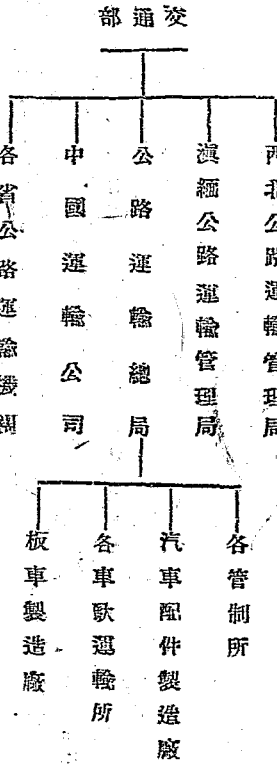 交通部
西北公路運輸管理局
滇緬公路運輸管理局
公路運輸總局
中國運輸公司
各省公路運輸機關
各管制所
汽車配件製造廠
各車馱運輸所
板車製造廠